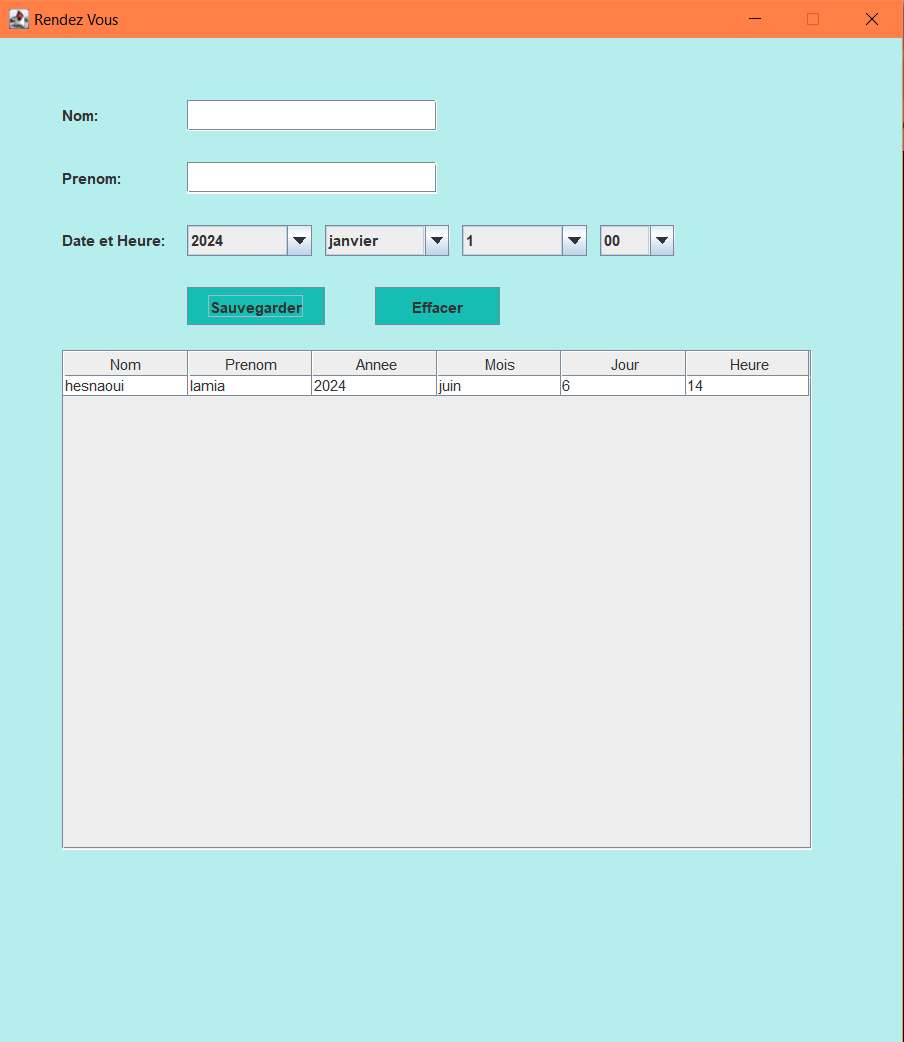 Rendez Vous
Nom:
Prenom:
Date et Heure: 2024 janvier 1 00
Sauvegarder Effacer
Nom Prenom Annee Mois Jour Heure
hesnaoui lamia 2024 juin 6 14